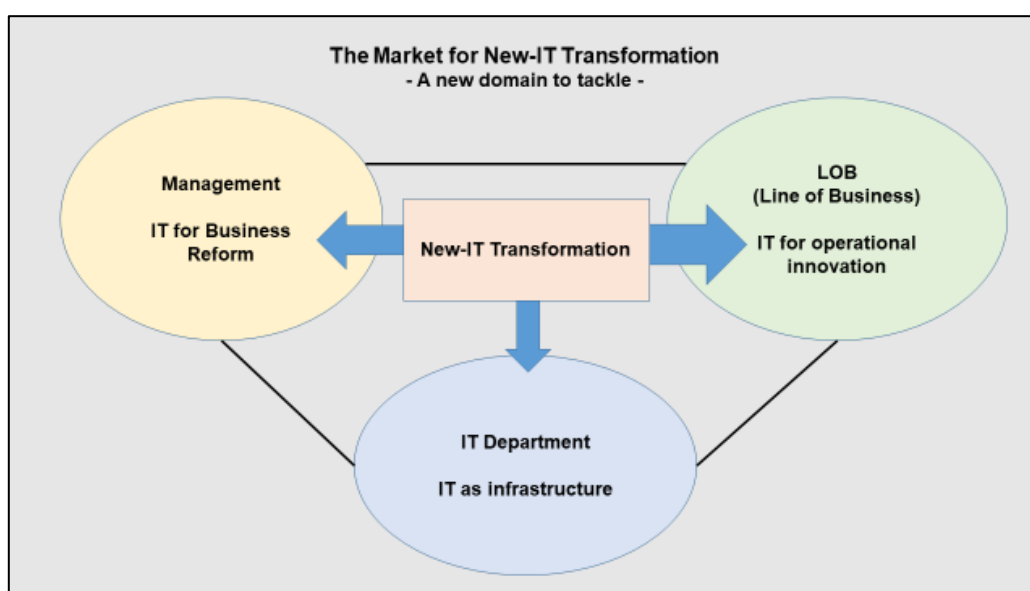 The Market for New-IT Transformation
- A new domain to tackle -
Management
IT for Business
Reform
New-IT Transformation
LOB
(Line of Business)
IT for operational
innovation
IT Department
IT as infrastructure